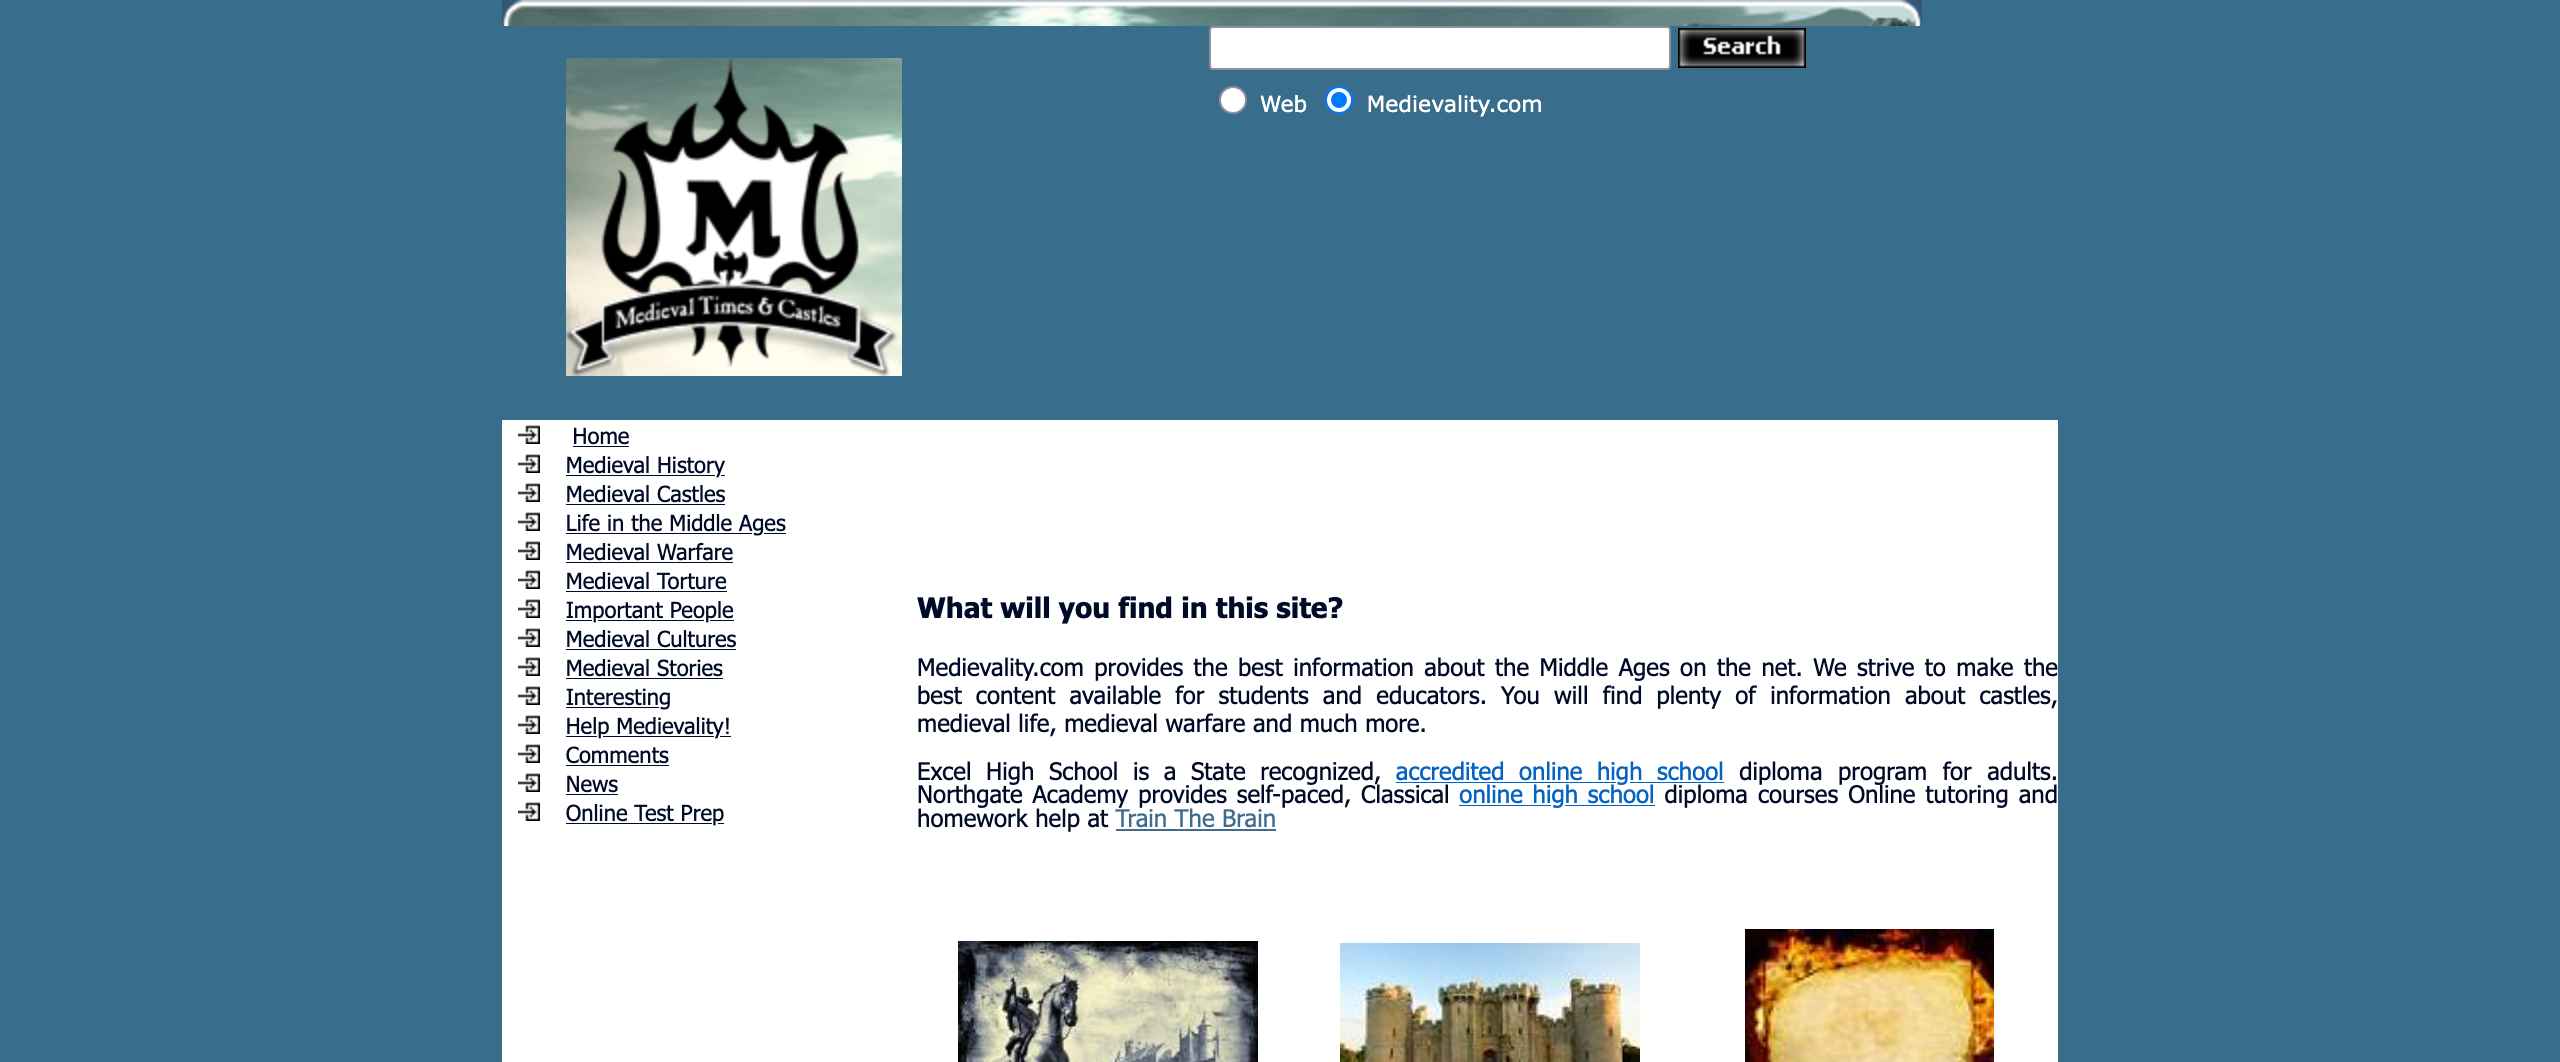 Search
Web Medievality.com
M
Medieval Times & Castles
Home
Medieval History
Medieval Castles
Life in the Middle Ages
Medieval Warfare
Medieval Torture
Important People
Medieval Cultures
Medieval Stories
Interesting
Help Medievality!
Comments
News
Online Test Prep
What will you find in this site?
Medievality.com provides the best information about the Middle Ages on the net. We strive to make the
best content available for students and educators. You will find plenty of information about castles,
medieval life, medieval warfare and much more.
Excel High School is a State recognized, accredited online high school diploma program for adults.
Northgate Academy provides self-paced, Classical online high school diploma courses Online tutoring and
homework help at Train The Brain